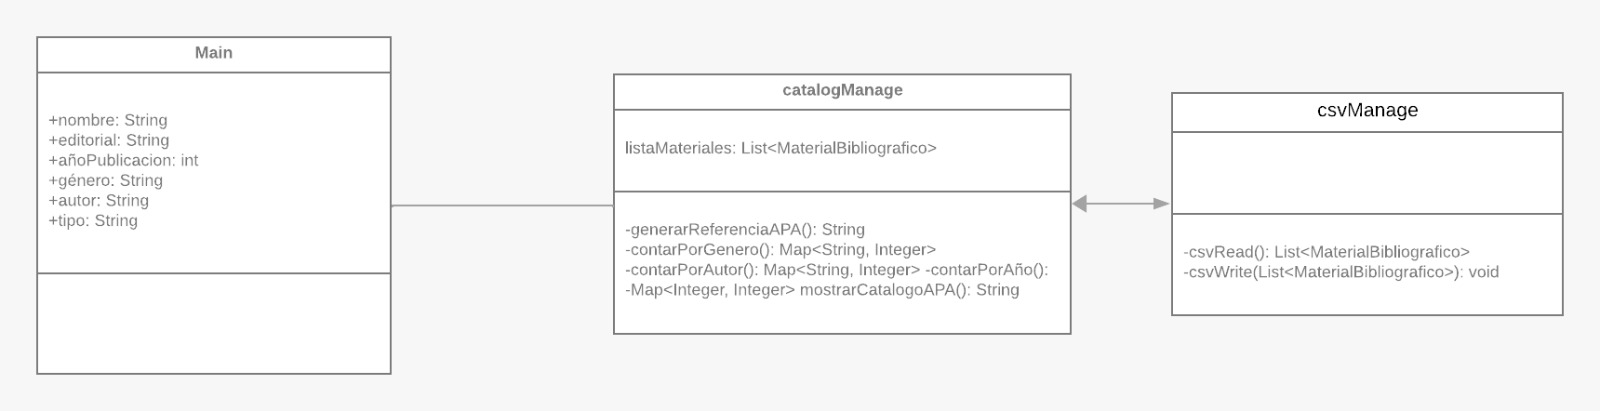 Main
+nombre: String
+editorial: String
+añoPublicacion: int
+género: String
+autor: String
+tipo: String
catalogManage
listaMateriales: List<MaterialBibliografico>
-generarReferenciaAPA(): String
-contarPorGenero(): Map<String, Integer>
-contarPorAutor(): Map<String, Integer> -contarPorAño():
-Map<Integer, Integer> mostrarCatalogoAPA(): String
csvManage
-csvRead(): List<MaterialBibliografico>
-csvWrite(List<MaterialBibliografico>): void